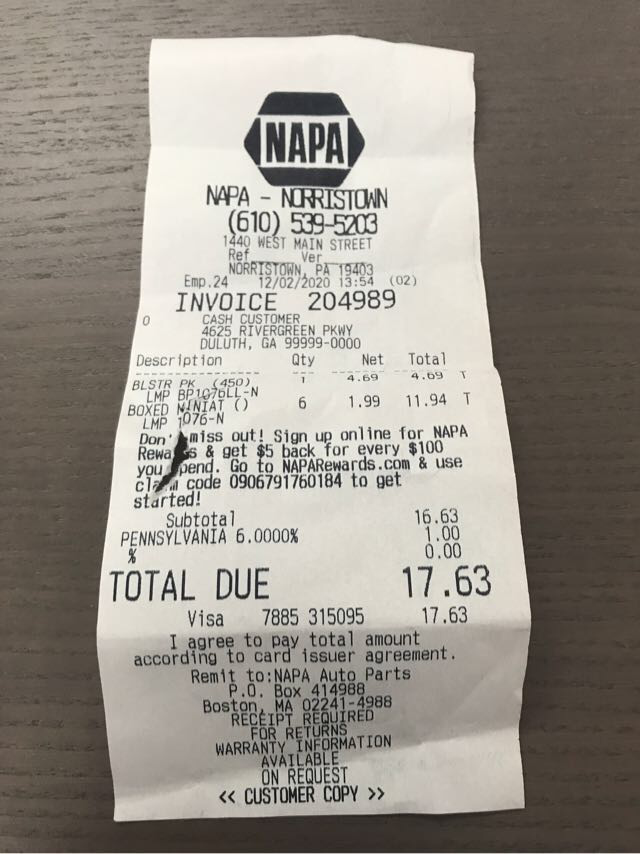 NAPA
NAPA - NORRISTOWN
(610) 539-5203
1440 WEST MAIN STREET
Ref_____ Ver_____
NORRISTOWN, PA 19403
Emp.24 12/02/2020 13:54 (02)
INVOICE 204989
0 CASH CUSTOMER
4625 RIVERGREEN PKWY
DULUTH, GA 99999-0000
Description Qty Net Total
BLSTR PK (450) 1 4.69 4.69 T
LMP BP1076LL-N
BOXED MINIAT () 6 1.99 11.94 T
LMP 1076-N
Don' miss out! Sign up online for NAPA
Rewa s & get $5 back for every $100
you pend. Go to NAPARewards.com & use
code 0906791760184 to get
started!
Subtotal 16.63
PENNSYLVANIA 6.0000% 1.00
% 0.00
TOTAL DUE 17.63
Visa 7885 315095 17.63
I agree to pay total amount
according to card issuer agreement.
Remit to:NAPA Auto Parts
P.O. Box 414988
Boston, MA 02241-4988
RECEIPT REQUIRED
FOR RETURNS
WARRANTY INFORMATION
AVAILABLE
ON REQUEST
<< CUSTOMER COPY >>